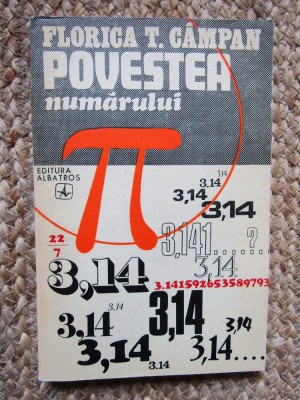 FLORICA T. CÂMPAN
POVESTEA
numărului
π
EDITURA
ALBATROS
3,14
3,14
3,14
3,14
22
7
3,141.....?
3,14
3,14
3.141592653589793
3,14
3,14
3,14
3,14
3,14
3,14
3,14....